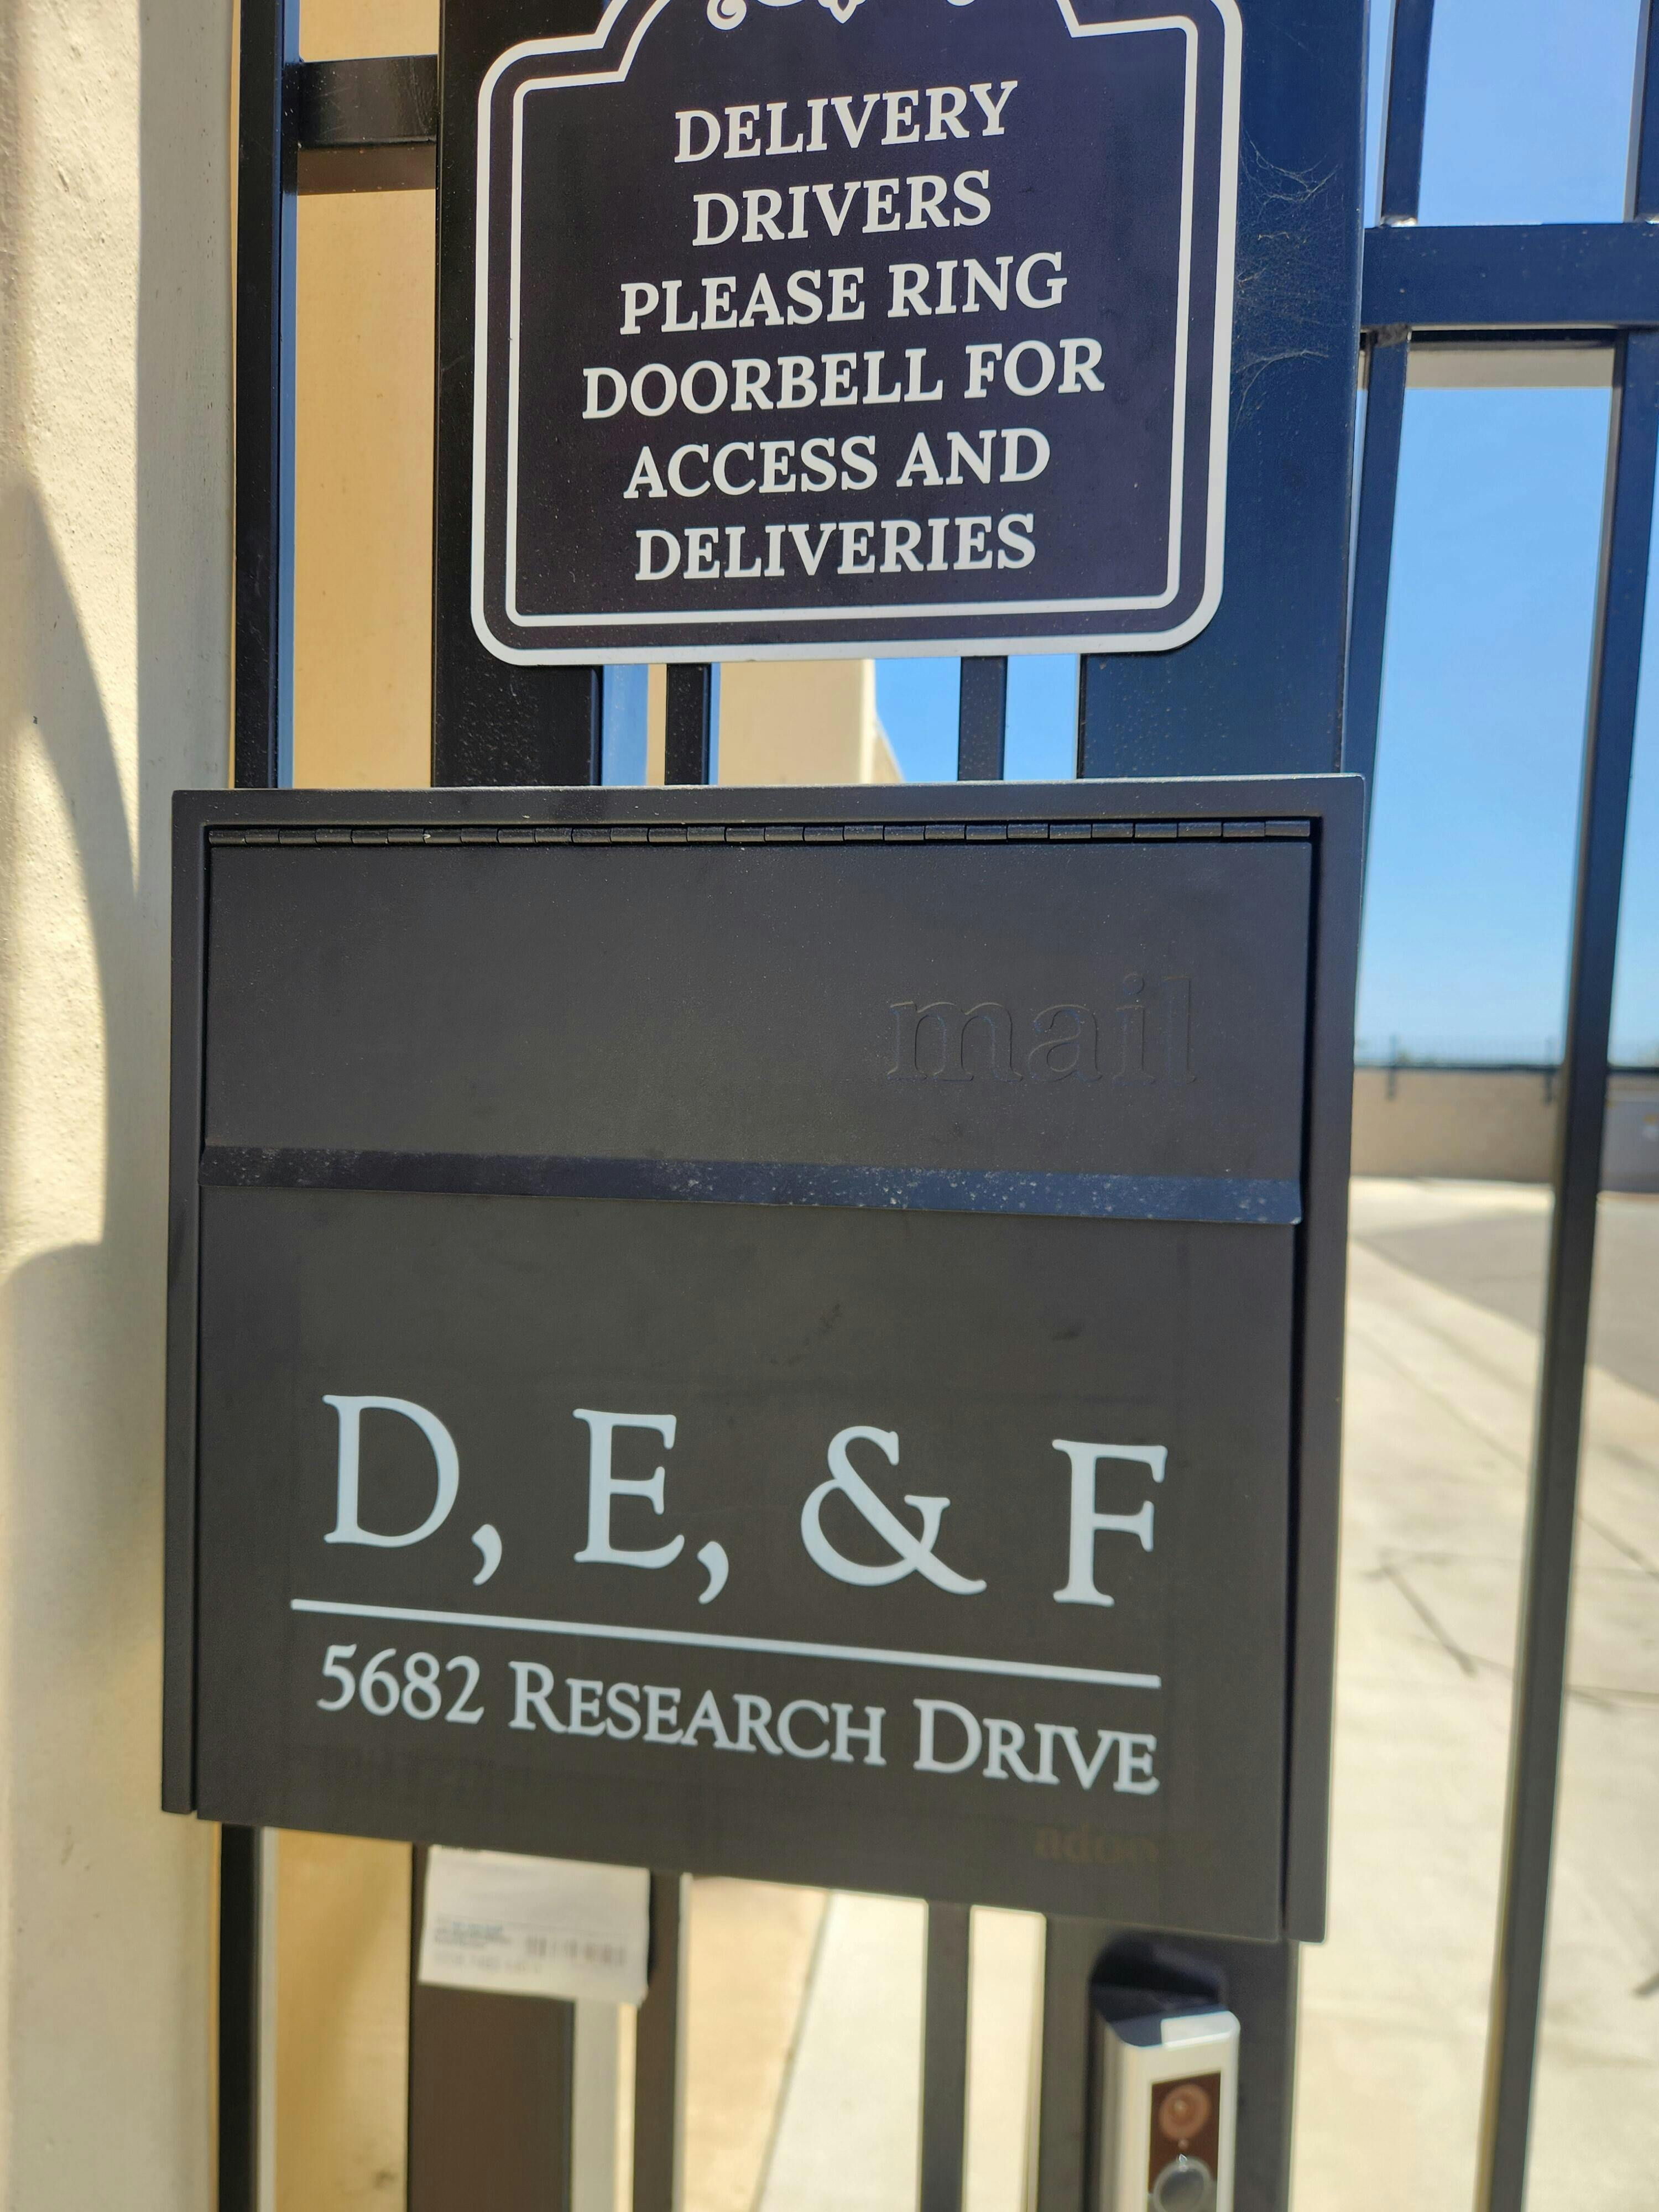 DELIVERY
DRIVERS
PLEASE RING
DOORBELL FOR
ACCESS AND
DELIVERIES
mail
D, E, & F
5682 RESEARCH DRIVE